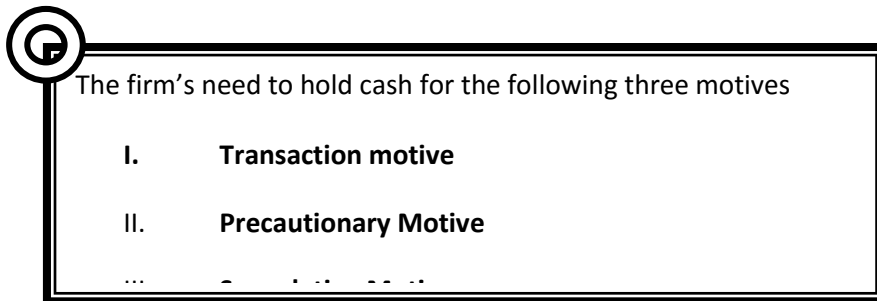 The firm’s need to hold cash for the following three motives
I. Transaction motive
II. Precautionary Motive